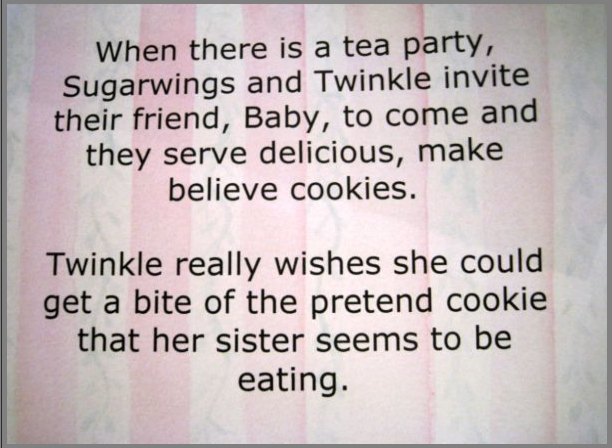 When there is a tea party,
Sugarwings and Twinkle invite
their friend, Baby, to come and
they serve delicious, make
believe cookies.
Twinkle really wishes she could
get a bite of the pretend cookie
that her sister seems to be
eating.